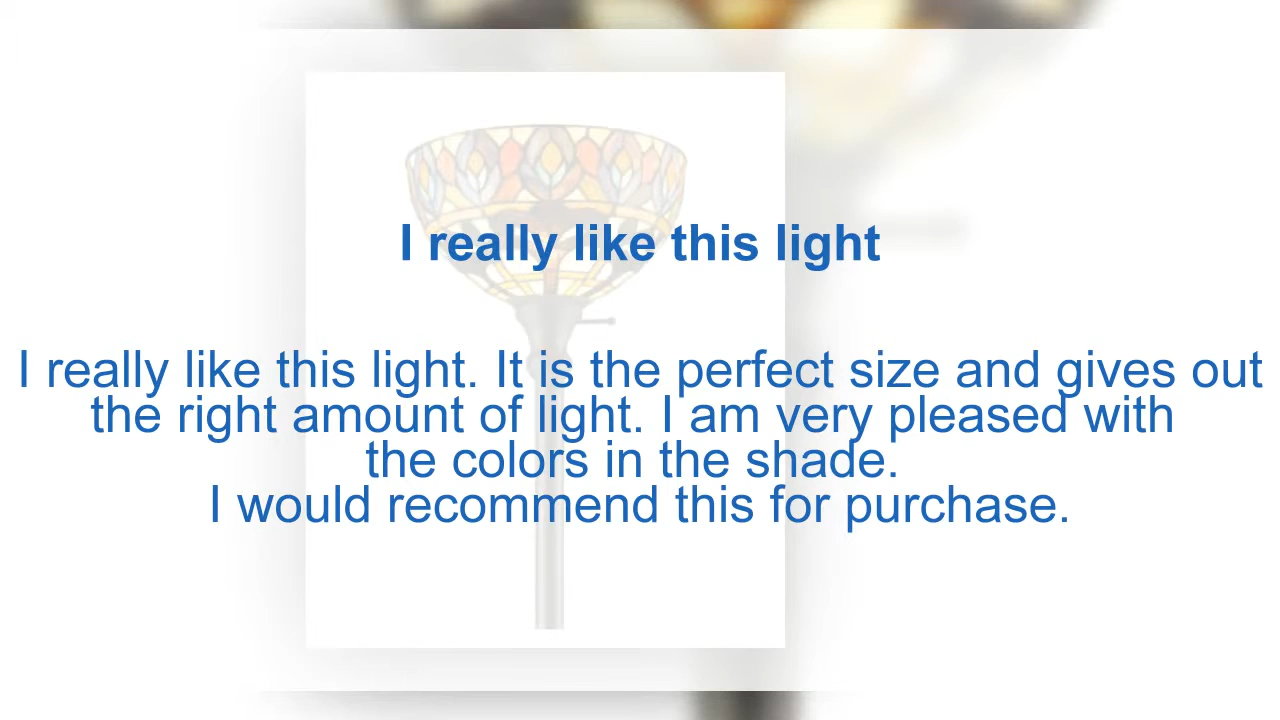 I really like this light
I really like this light. It is the perfect size and gives out
the right amount of light. I am very pleased with
the colors in the shade.
I would recommend this for purchase.